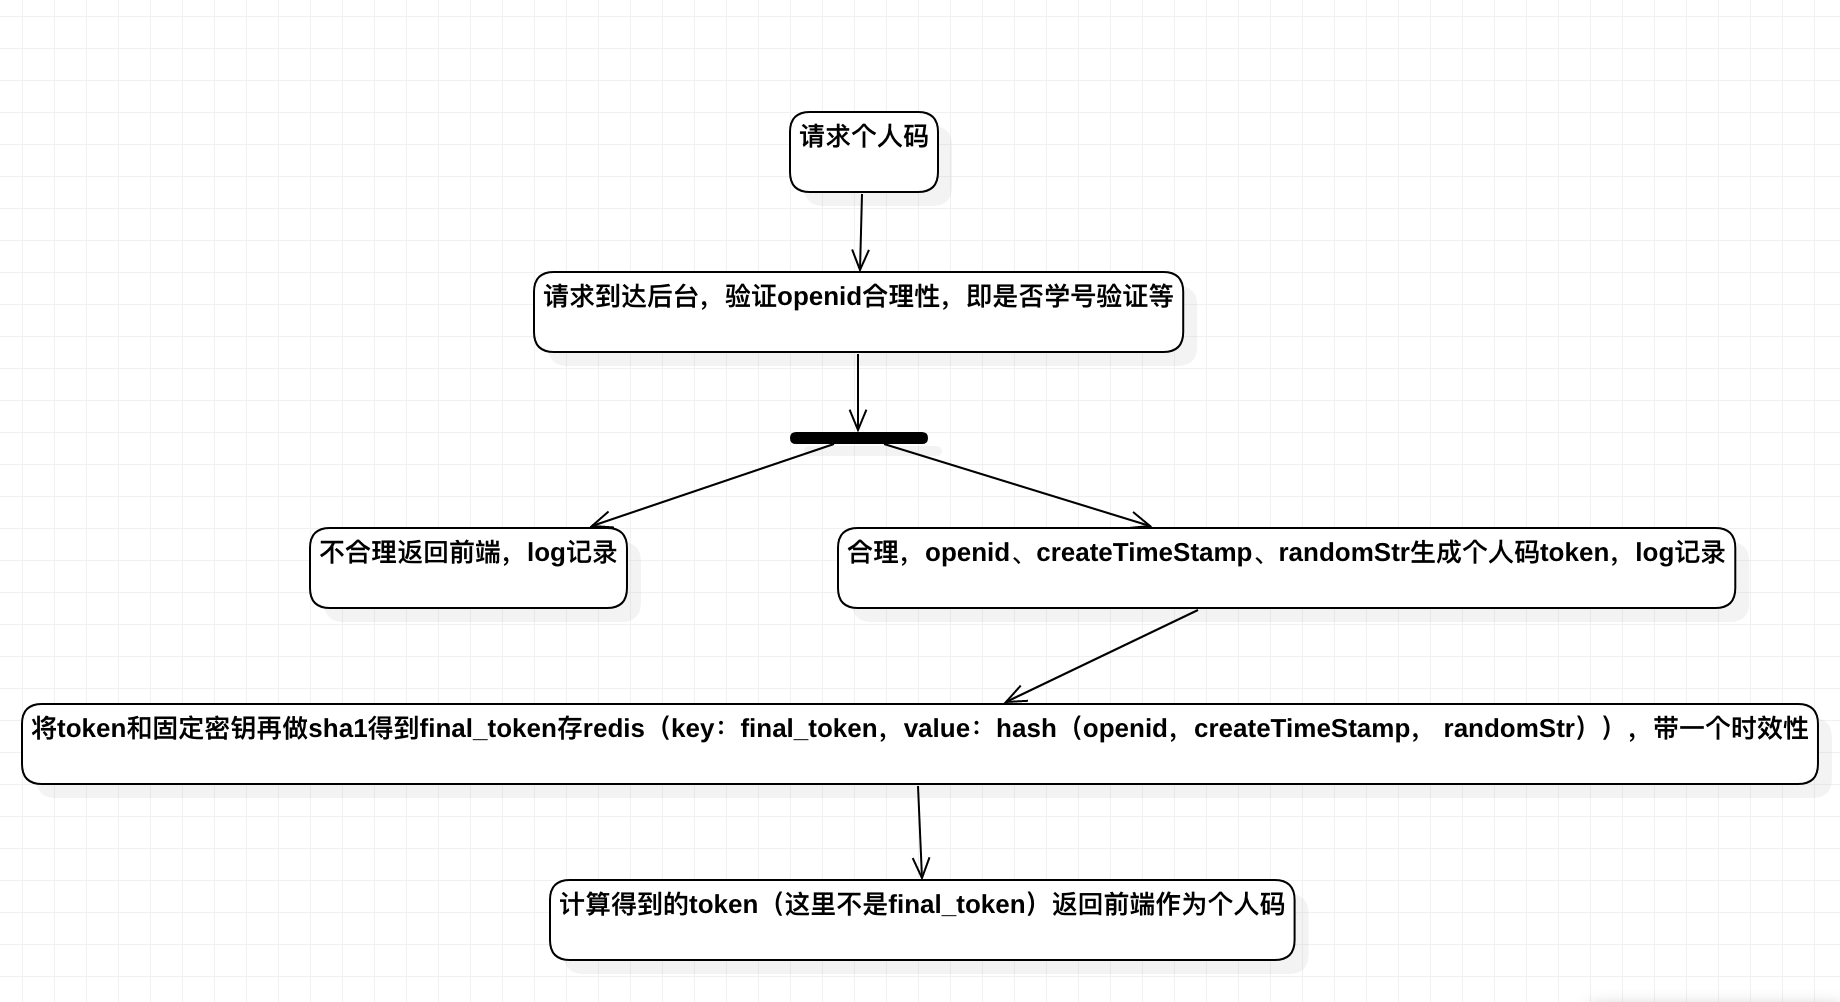 请求个人码
请求到达后台，验证openid合理性，即是否学号验证等
不合理返回前端，log记录
合理，openid、createTimeStamp、randomStr生成个人码token，log记录
将token和固定密钥再做sha1得到final_token存redis（key：final_token，value：hash（openid，createTimeStamp， randomStr）），带一个时效性
计算得到的token（这里不是final_token）返回前端作为个人码